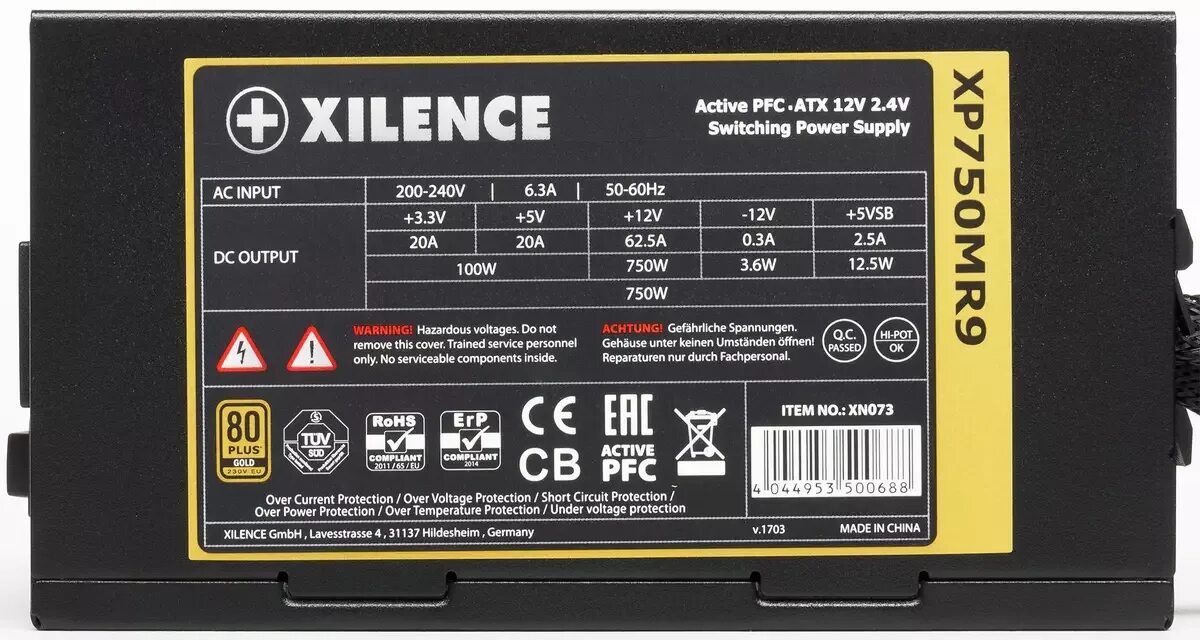 XILENCE
Active PFC · ATX 12V 2.4V
Switching Power Supply
XP750MR9
AC INPUT 200-240V | 6.3A | 50-60Hz
DC OUTPUT
+3.3V +5V +12V -12V +5VSB
20A 20A 62.5A 0.3A 2.5A
100W 750W 3.6W 12.5W
750W
WARNING! Hazardous voltages. Do not
remove this cover. Trained service personnel
only. No serviceable components inside.
ACHTUNG! Gefährliche Spannungen.
Gehäuse unter keinen Umständen öffnen!
Reparaturen nur durch Fachpersonal.
Q.C.
PASSED
HI-POT
OK
80
PLUS
GOLD
230V EU
TÜV
SÜD
RoHS
COMPLIANT
2011 / 65 / EU
ErP
COMPLIANT
2014
CE
CB
EAC
ACTIVE
PFC
ITEM NO.: XN073
4 044953 500688
Over Current Protection / Over Voltage Protection / Short Circuit Protection /
Over Power Protection / Over Temperature Protection / Under voltage protection
XILENCE GmbH , Lavesstrasse 4 , 31137 Hildesheim , Germany
v.1703
MADE IN CHINA